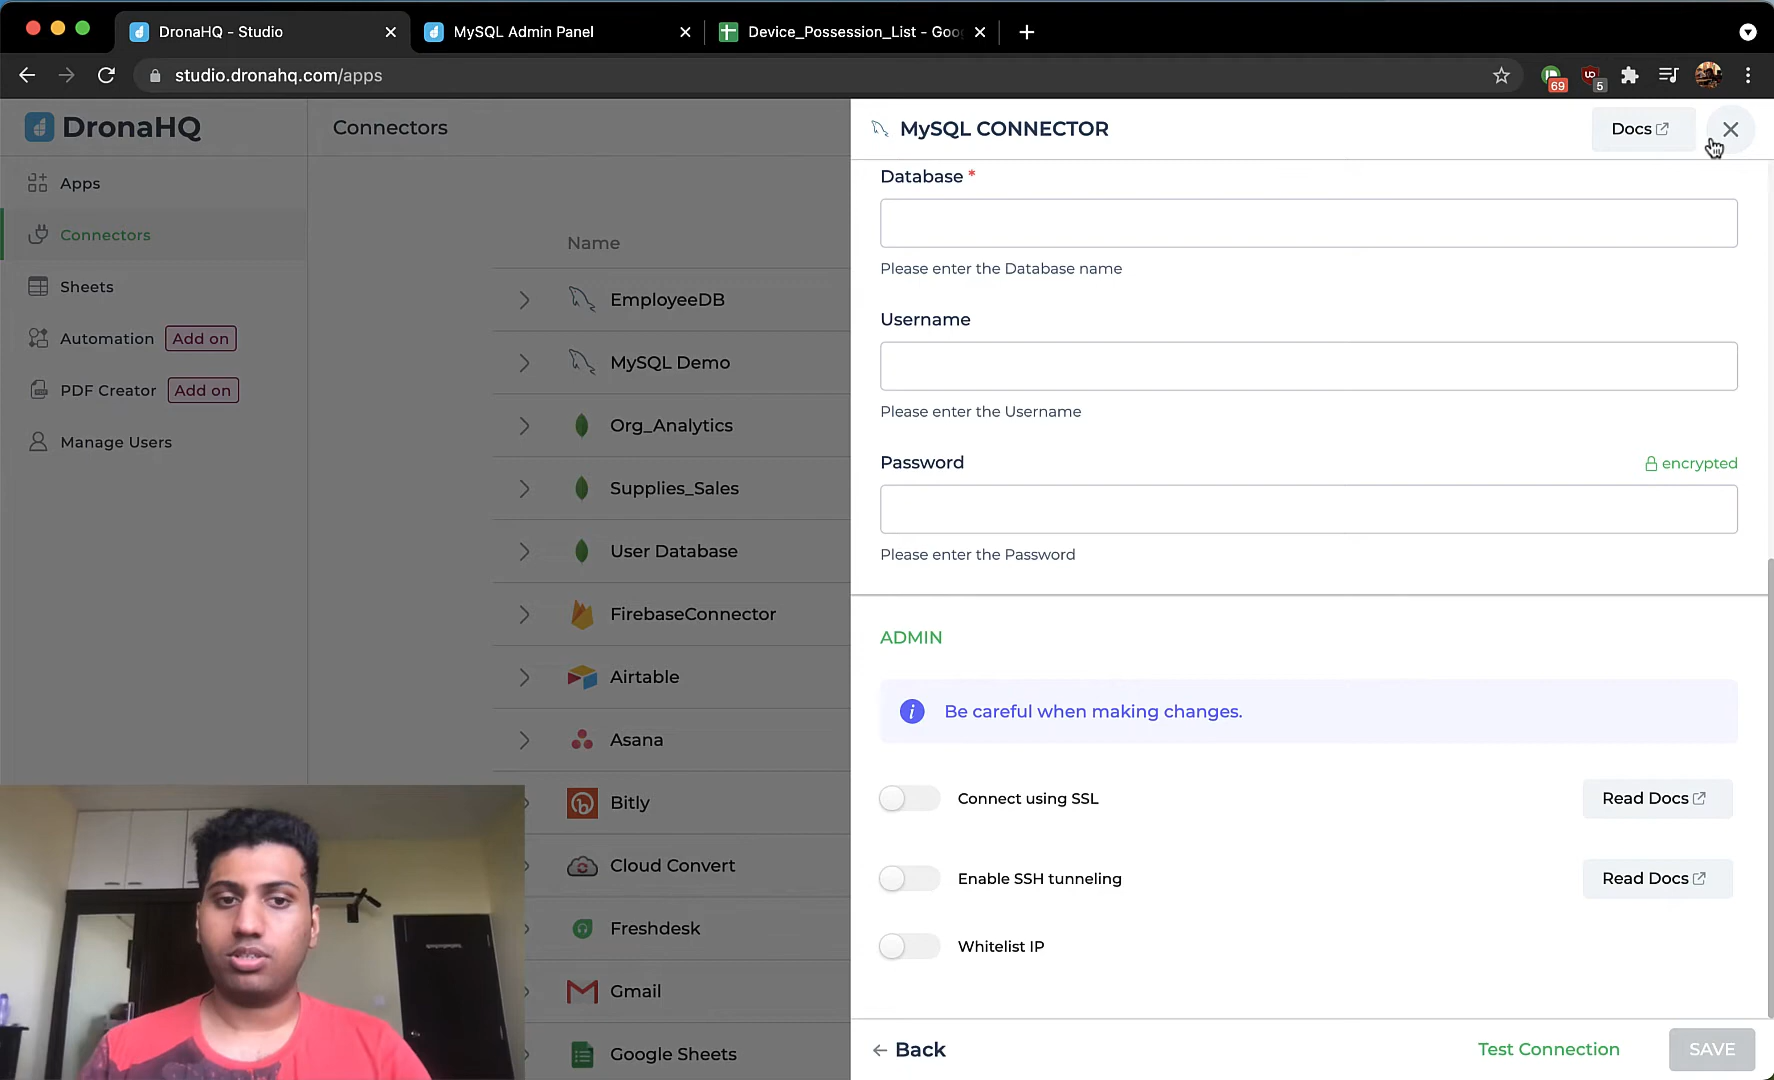 DronaHQ - Studio
MySQL Admin Panel
Device_Possession_List - Goo
studio.dronahq.com/apps
69
5
DronaHQ
Connectors
MySQL CONNECTOR
Docs
Apps
Connectors
Sheets
Automation Add on
PDF Creator Add on
Manage Users
Name
EmployeeDB
MySQL Demo
Org_Analytics
Supplies_Sales
User Database
FirebaseConnector
Airtable
Asana
Bitly
Cloud Convert
Freshdesk
Gmail
Google Sheets
Database *
Please enter the Database name
Username
Please enter the Username
Password
encrypted
Please enter the Password
ADMIN
Be careful when making changes.
Connect using SSL
Read Docs
Enable SSH tunneling
Read Docs
Whitelist IP
Back
Test Connection
SAVE